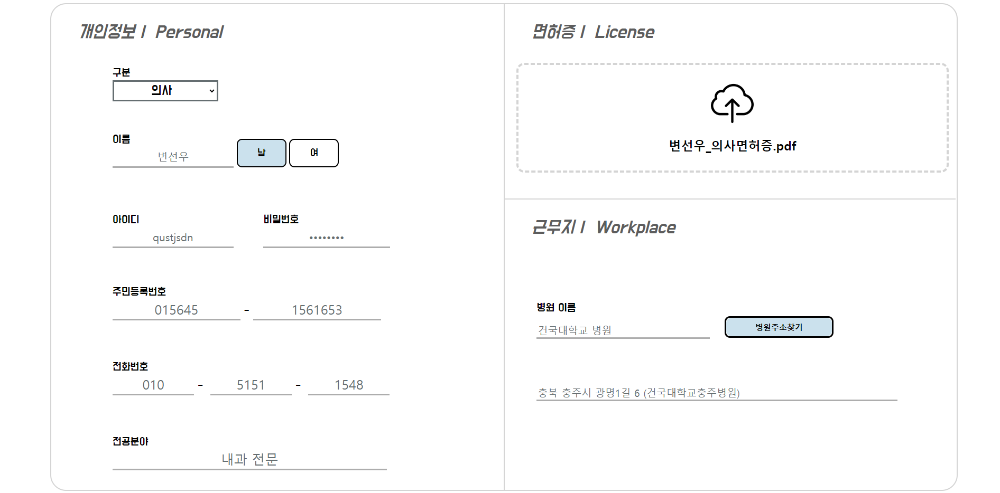 개인정보 | Personal
구분
의사
이름
변선우
남
여
아이디
비밀번호
qustjsdn
••••••••
주민등록번호
015645 - 1561653
전화번호
010 - 5151 - 1548
전공분야
내과 전문
면허증 | License
변선우_의사면허증.pdf
근무지 | Workplace
병원 이름
건국대학교 병원
병원주소찾기
충북 충주시 광명1길 6 (건국대학교충주병원)